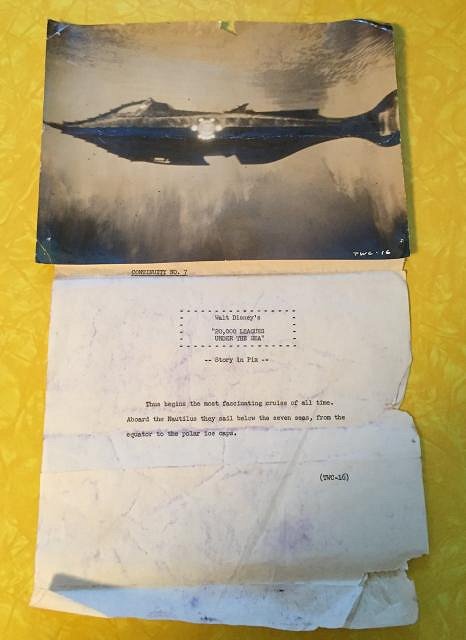 TWC-16
CONTINUITY NO. 7
Walt Disney's
"20,000 LEAGUES
UNDER THE SEA"
-- Story in Pix --
Thus begins the most fascinating cruise of all time.
Aboard the Nautilus they sail below the seven seas, from the
equator to the polar ice caps.
(TWC-16)